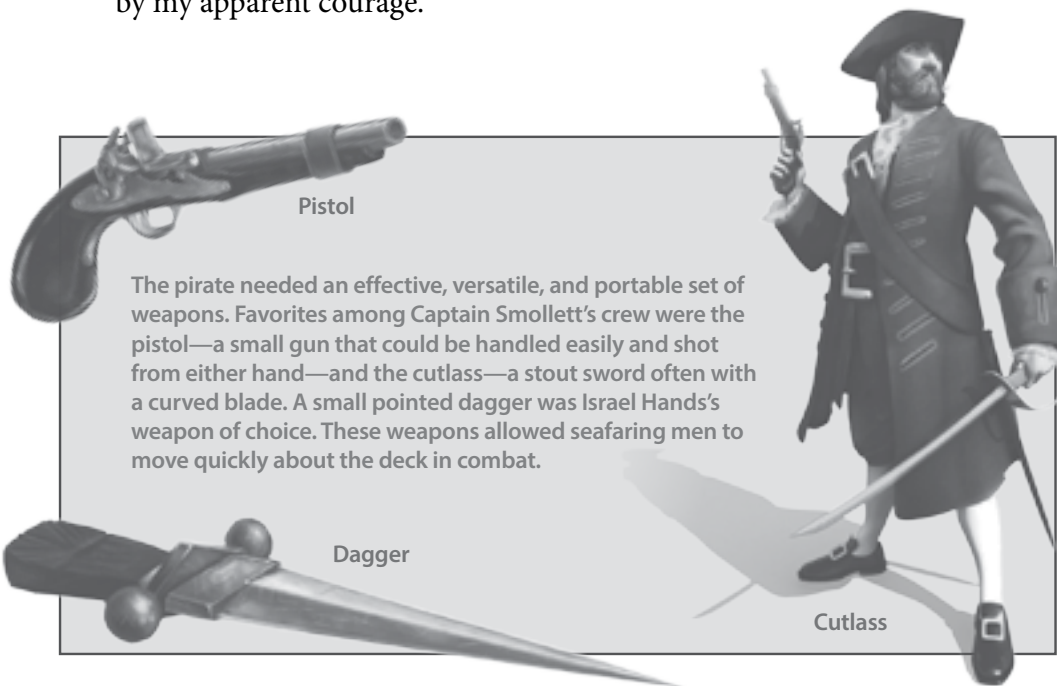 by my apparent courage.
Pistol
The pirate needed an effective, versatile, and portable set of
weapons. Favorites among Captain Smollett’s crew were the
pistol—a small gun that could be handled easily and shot
from either hand—and the cutlass—a stout sword often with
a curved blade. A small pointed dagger was Israel Hands’s
weapon of choice. These weapons allowed seafaring men to
move quickly about the deck in combat.
Dagger
Cutlass